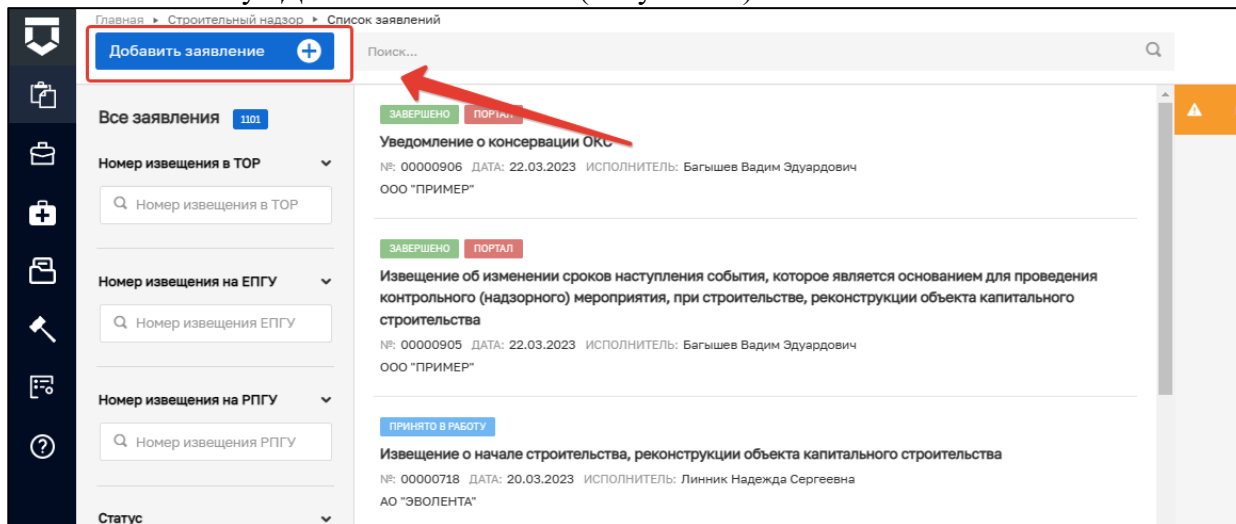 Главная ▸ Строительный надзор ▸ Список заявлений
Добавить заявление
Поиск...
Все заявления 1101
Номер извещения в ТОР
Номер извещения в ТОР
Номер извещения на ЕПГУ
Номер извещения ЕПГУ
Номер извещения на РПГУ
Номер извещения РПГУ
Статус
ЗАВЕРШЕНО ПОРТАЛ
Уведомление о консервации ОКС
№: 00000906 ДАТА: 22.03.2023 ИСПОЛНИТЕЛЬ: Багышев Вадим Эдуардович
ООО "ПРИМЕР"
ЗАВЕРШЕНО ПОРТАЛ
Извещение об изменении сроков наступления события, которое является основанием для проведения
контрольного (надзорного) мероприятия, при строительстве, реконструкции объекта капитального
строительства
№: 00000905 ДАТА: 22.03.2023 ИСПОЛНИТЕЛЬ: Багышев Вадим Эдуардович
ООО "ПРИМЕР"
ПРИНЯТО В РАБОТУ
Извещение о начале строительства, реконструкции объекта капитального строительства
№: 00000718 ДАТА: 20.03.2023 ИСПОЛНИТЕЛЬ: Линник Надежда Сергеевна
АО "ЭВОЛЕНТА"